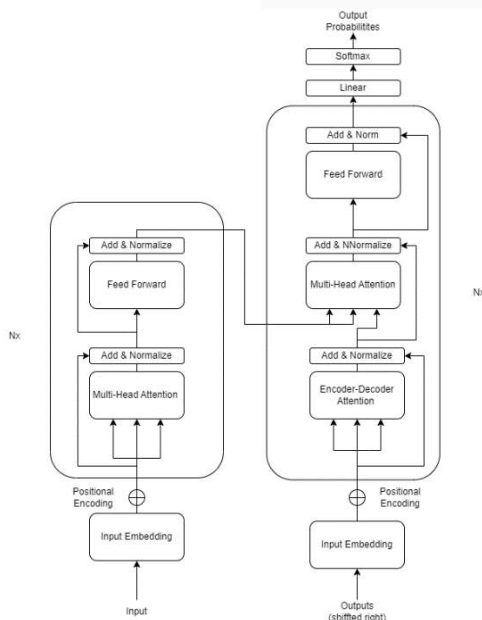 Output
Probabilitites
Softmax
Linear
Add & Norm
Feed Forward
Add & NNormalize
Multi-Head Attention
Add & Normalize
Encoder-Decoder
Attention
Positional
Encoding
Input Embedding
Outputs
(shiffted right)
Nx
Add & Normalize
Feed Forward
Add & Normalize
Multi-Head Attention
Nx
Positional
Encoding
Input Embedding
Input